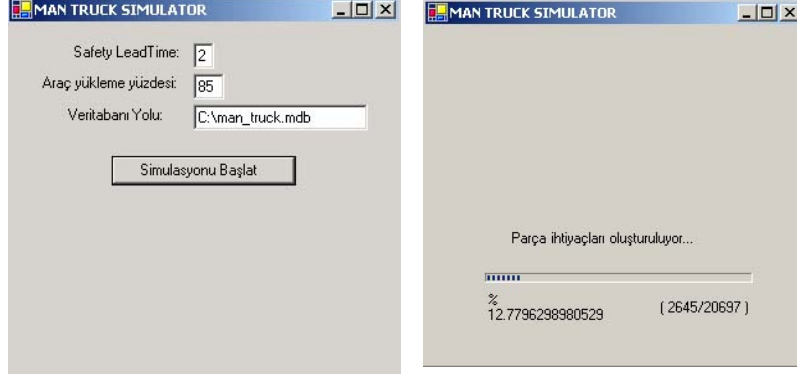 MAN TRUCK SIMULATOR
Safety LeadTime: 2
Araç yükleme yüzdesi: 85
Veritabanı Yolu: C:\man_truck.mdb
Simulasyonu Başlat
MAN TRUCK SIMULATOR
Parça ihtiyaçları oluşturuluyor...
%
12.7796298980529 ( 2645/20697 )